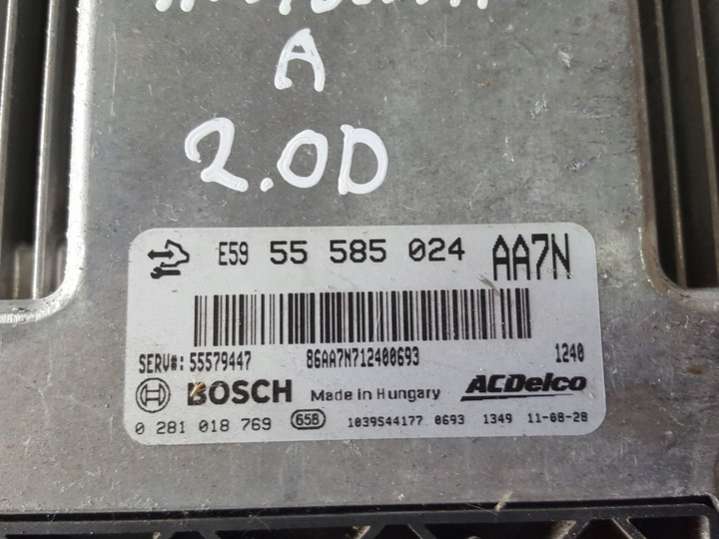 A
2.0D
E59 55 585 024 AA7N
SERV#: 55579447 86AA7N712400693 1240
BOSCH Made in Hungary ACDelco
0 281 018 769 658 1039S44177 0693 1349 11-08-28